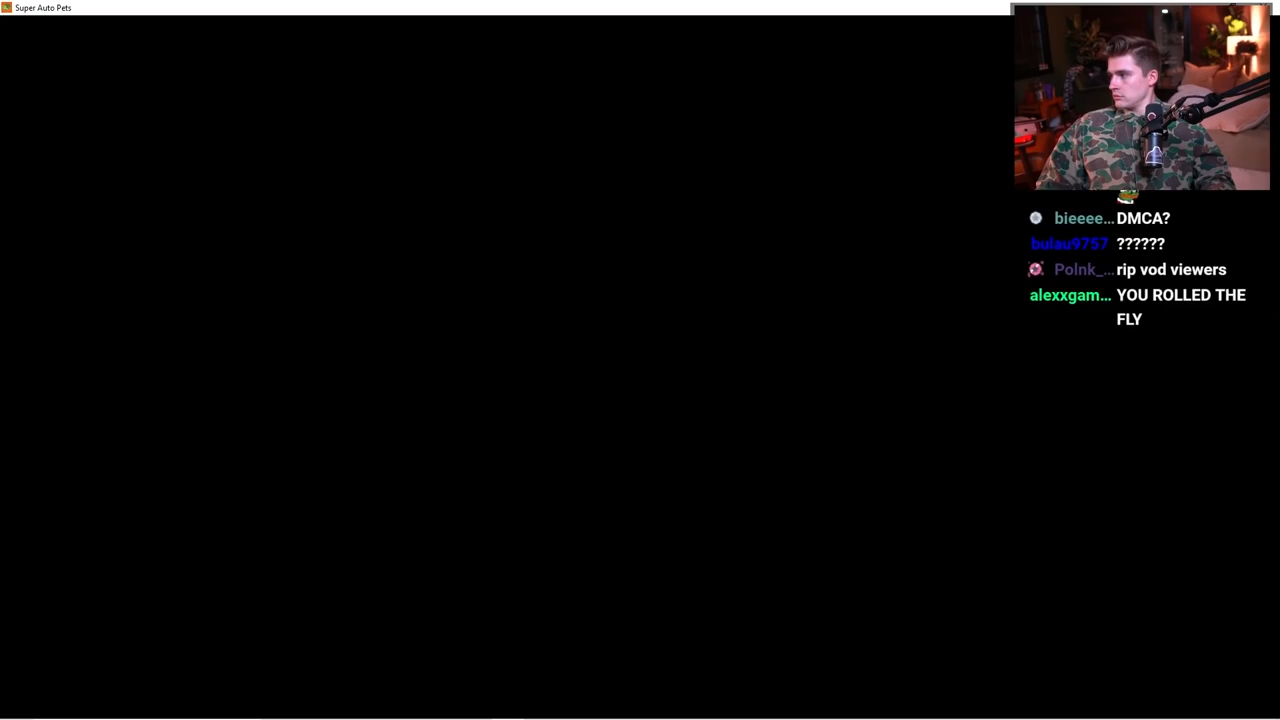 Super Auto Pets
bieeee... DMCA?
bulau9757 ??????
Polnk_... rip vod viewers
alexxgam... YOU ROLLED THE
FLY